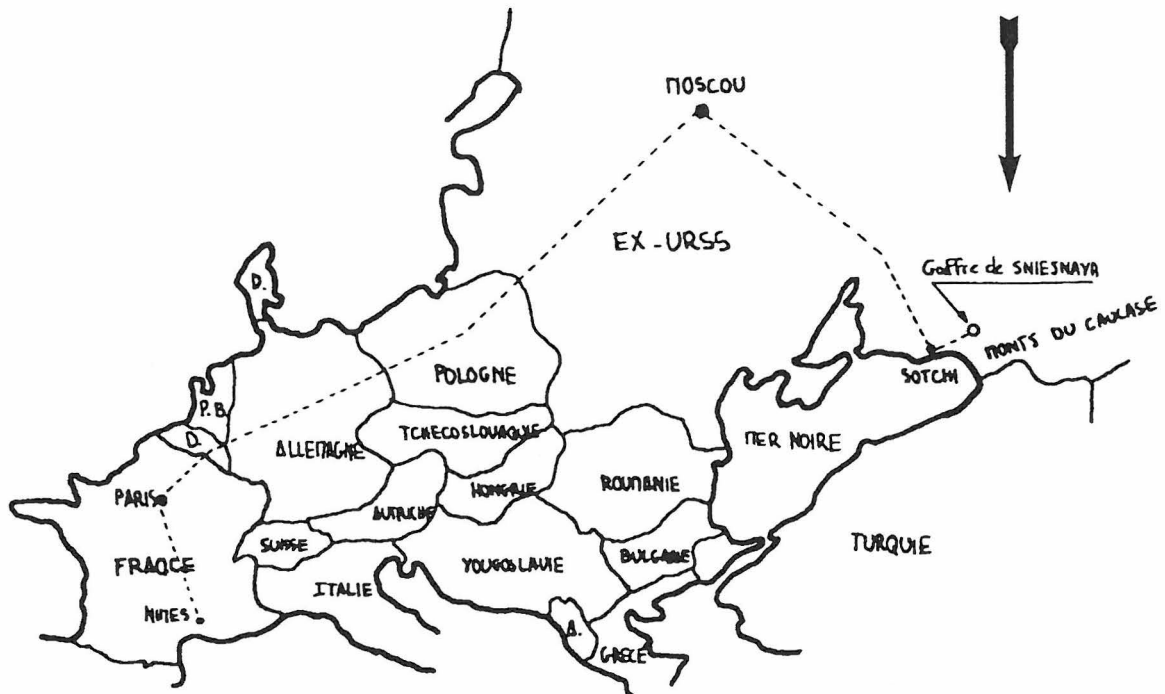 MOSCOU
EX-URSS
Goffre de SNIESNAYA
MONTS DU CAUCASE
SOTCHI
D.
POLOGNE
P.B.
TCHECOSLOVAQUIE
ALLEMAGNE
MER NOIRE
HONGRIE
ROUMANIE
PARIS
AUTRICHE
SUISSE
TURQUIE
BULGARIE
YOUGOSLAVIE
FRANCE
ITALIE
NIMES
GRECE